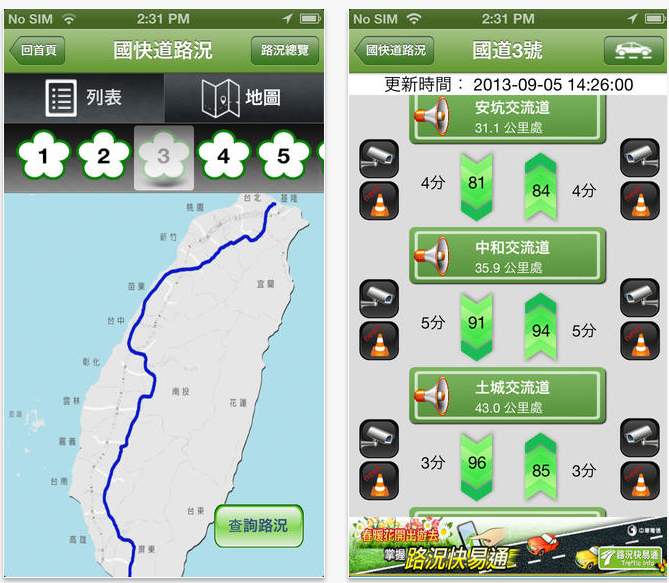 No SIM 2:31 PM
回首頁 國快道路況 路況總覽
列表 地圖
1 2 3 4 5
台北 基隆
桃園
新竹
宜蘭
苗栗
台中
彰化
南投
雲林
花蓮
澎湖
嘉義
台南
台東
高雄
屏東
查詢路況
No SIM 2:31 PM
國快道路況 國道3號
更新時間： 2013-09-05 14:26:00
安坑交流道
31.1 公里處
4分 81 84 4分
中和交流道
35.9 公里處
5分 91 94 5分
土城交流道
43.0 公里處
3分 96 85 3分
春暖花開出遊去
中華電信
掌握 路況快易通
路況快易通
Traffic Info